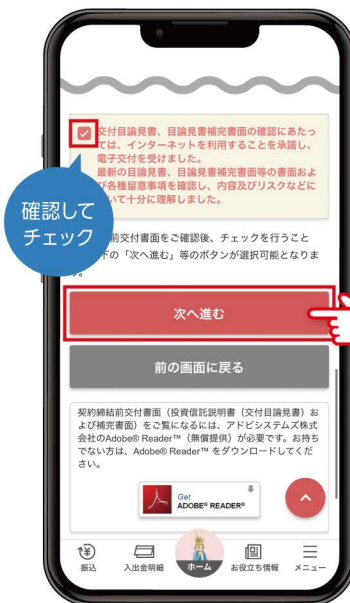 交付目論見書、目論見書補完書面の確認にあたっ
ては、インターネットを利用することを承諾し、
電子交付を受けました。
最新の目論見書、目論見書補完書面等の書面およ
び各種留意事項を確認し、内容及びリスクなどに
いて十分に理解しました。
確認して
チェック
前交付書面をご確認後、チェックを行うこと
下の「次へ進む」等のボタンが選択可能となりま
す。
次へ進む
前の画面に戻る
契約締結前交付書面（投資信託説明書（交付目論見書）お
よび補完書面）をご覧になるには、アドビシステムズ株式
会社のAdobe® Reader™（無償提供）が必要です。お持ち
でない方は、Adobe® Reader™ をダウンロードしてくだ
さい。
Get
ADOBE® READER®
振込 入出金明細 ホーム お役立ち情報 メニュー